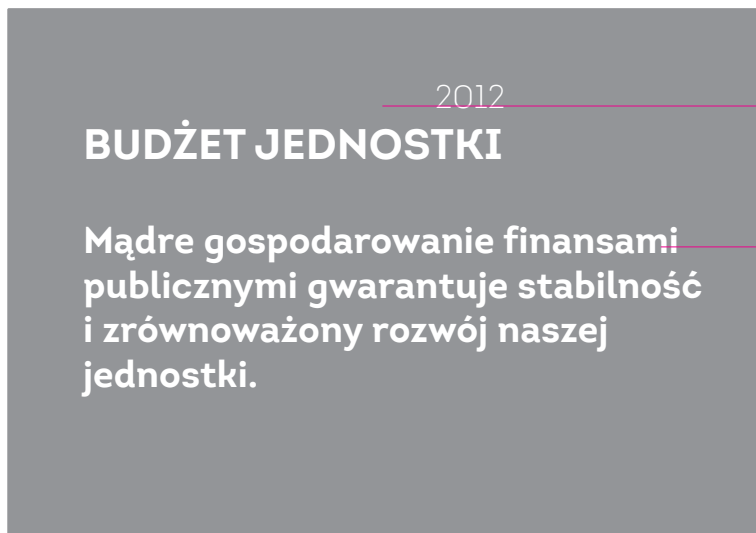 2012
BUDŻET JEDNOSTKI
Mądre gospodarowanie finansami
publicznymi gwarantuje stabilność
i zrównoważony rozwój naszej
jednostki.